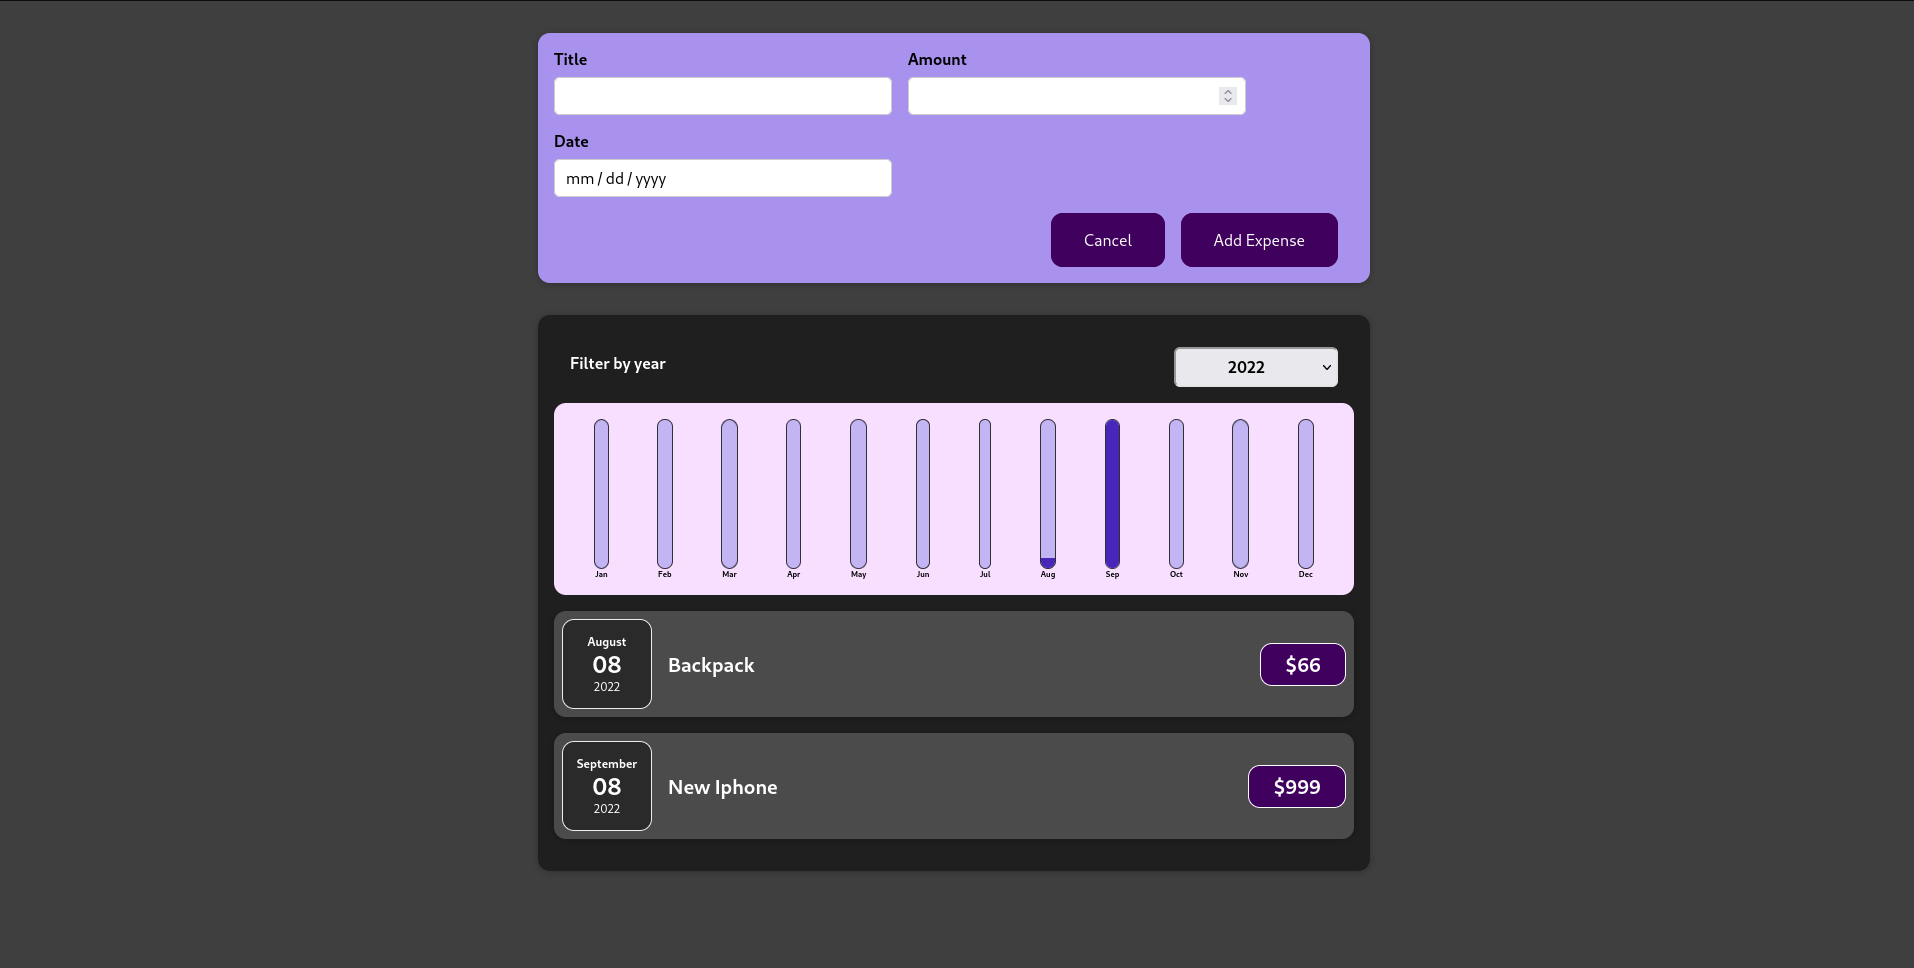 Title Amount
Date
mm / dd / yyyy
Cancel Add Expense
Filter by year 2022
Jan Feb Mar Apr May Jun Jul Aug Sep Oct Nov Dec
August
08
2022
Backpack
$66
September
08
2022
New Iphone
$999